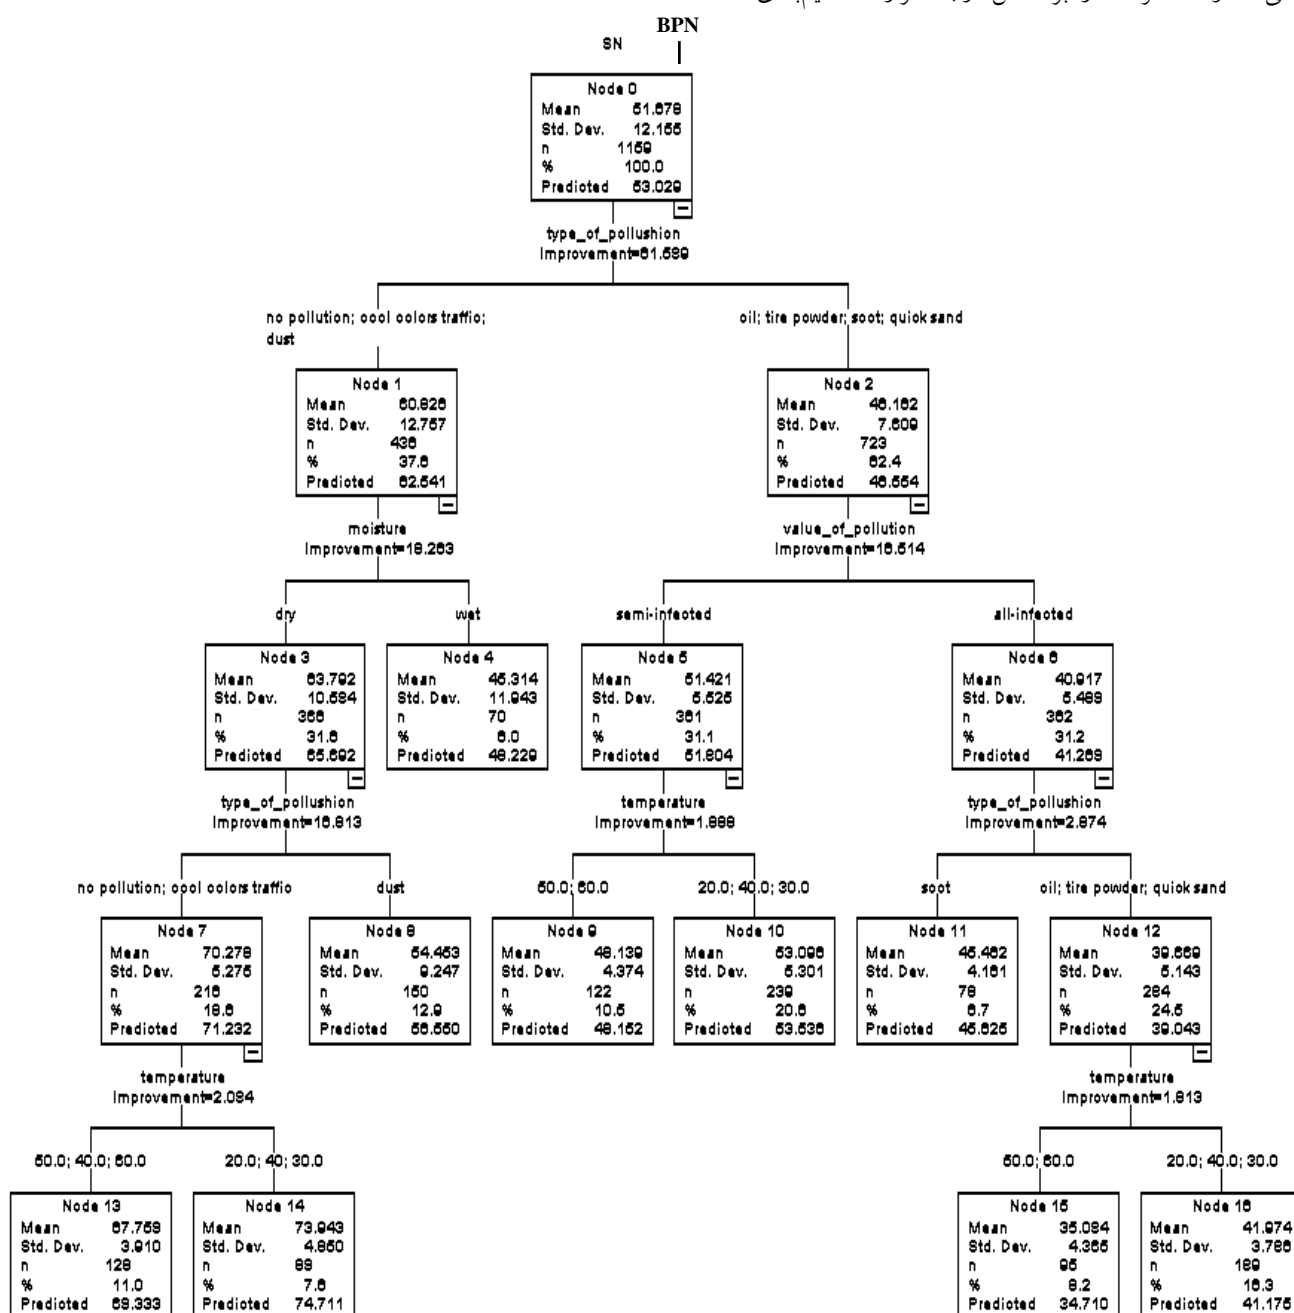 BPN
SN
Node 0
Mean 51.678
Std. Dev. 12.155
n 1159
% 100.0
Predicted 53.029
type_of_pollushion
Improvement=51.589
no pollution; cool colors traffic;
dust
oil; tire powder; soot; quick sand
Node 1
Mean 60.826
Std. Dev. 12.757
n 436
% 37.6
Predicted 62.541
Node 2
Mean 46.162
Std. Dev. 7.609
n 723
% 62.4
Predicted 46.554
moisture
Improvement=18.263
value_of_pollution
Improvement=16.514
dry
wet
semi-infected
all-infected
Node 3
Mean 63.792
Std. Dev. 10.584
n 366
% 31.6
Predicted 65.692
Node 4
Mean 45.314
Std. Dev. 11.943
n 70
% 6.0
Predicted 48.229
Node 5
Mean 51.421
Std. Dev. 5.525
n 361
% 31.1
Predicted 51.804
Node 6
Mean 40.917
Std. Dev. 5.489
n 362
% 31.2
Predicted 41.269
type_of_pollushion
Improvement=16.813
temperature
Improvement=1.888
type_of_pollushion
Improvement=2.874
no pollution; cool colors traffic
dust
50.0; 60.0
20.0; 40.0; 30.0
soot
oil; tire powder; quick sand
Node 7
Mean 70.278
Std. Dev. 5.275
n 216
% 18.6
Predicted 71.232
Node 8
Mean 54.453
Std. Dev. 9.247
n 150
% 12.9
Predicted 56.550
Node 9
Mean 48.139
Std. Dev. 4.374
n 122
% 10.5
Predicted 48.152
Node 10
Mean 53.096
Std. Dev. 5.301
n 239
% 20.6
Predicted 53.536
Node 11
Mean 45.462
Std. Dev. 4.161
n 78
% 6.7
Predicted 45.625
Node 12
Mean 39.669
Std. Dev. 5.143
n 284
% 24.5
Predicted 39.043
temperature
Improvement=2.084
temperature
Improvement=1.813
50.0; 40.0; 60.0
20.0; 40; 30.0
50.0; 60.0
20.0; 40.0; 30.0
Node 13
Mean 67.759
Std. Dev. 3.910
n 128
% 11.0
Predicted 69.333
Node 14
Mean 73.943
Std. Dev. 4.850
n 89
% 7.6
Predicted 74.711
Node 15
Mean 35.084
Std. Dev. 4.365
n 95
% 8.2
Predicted 34.710
Node 16
Mean 41.974
Std. Dev. 3.786
n 189
% 16.3
Predicted 41.175